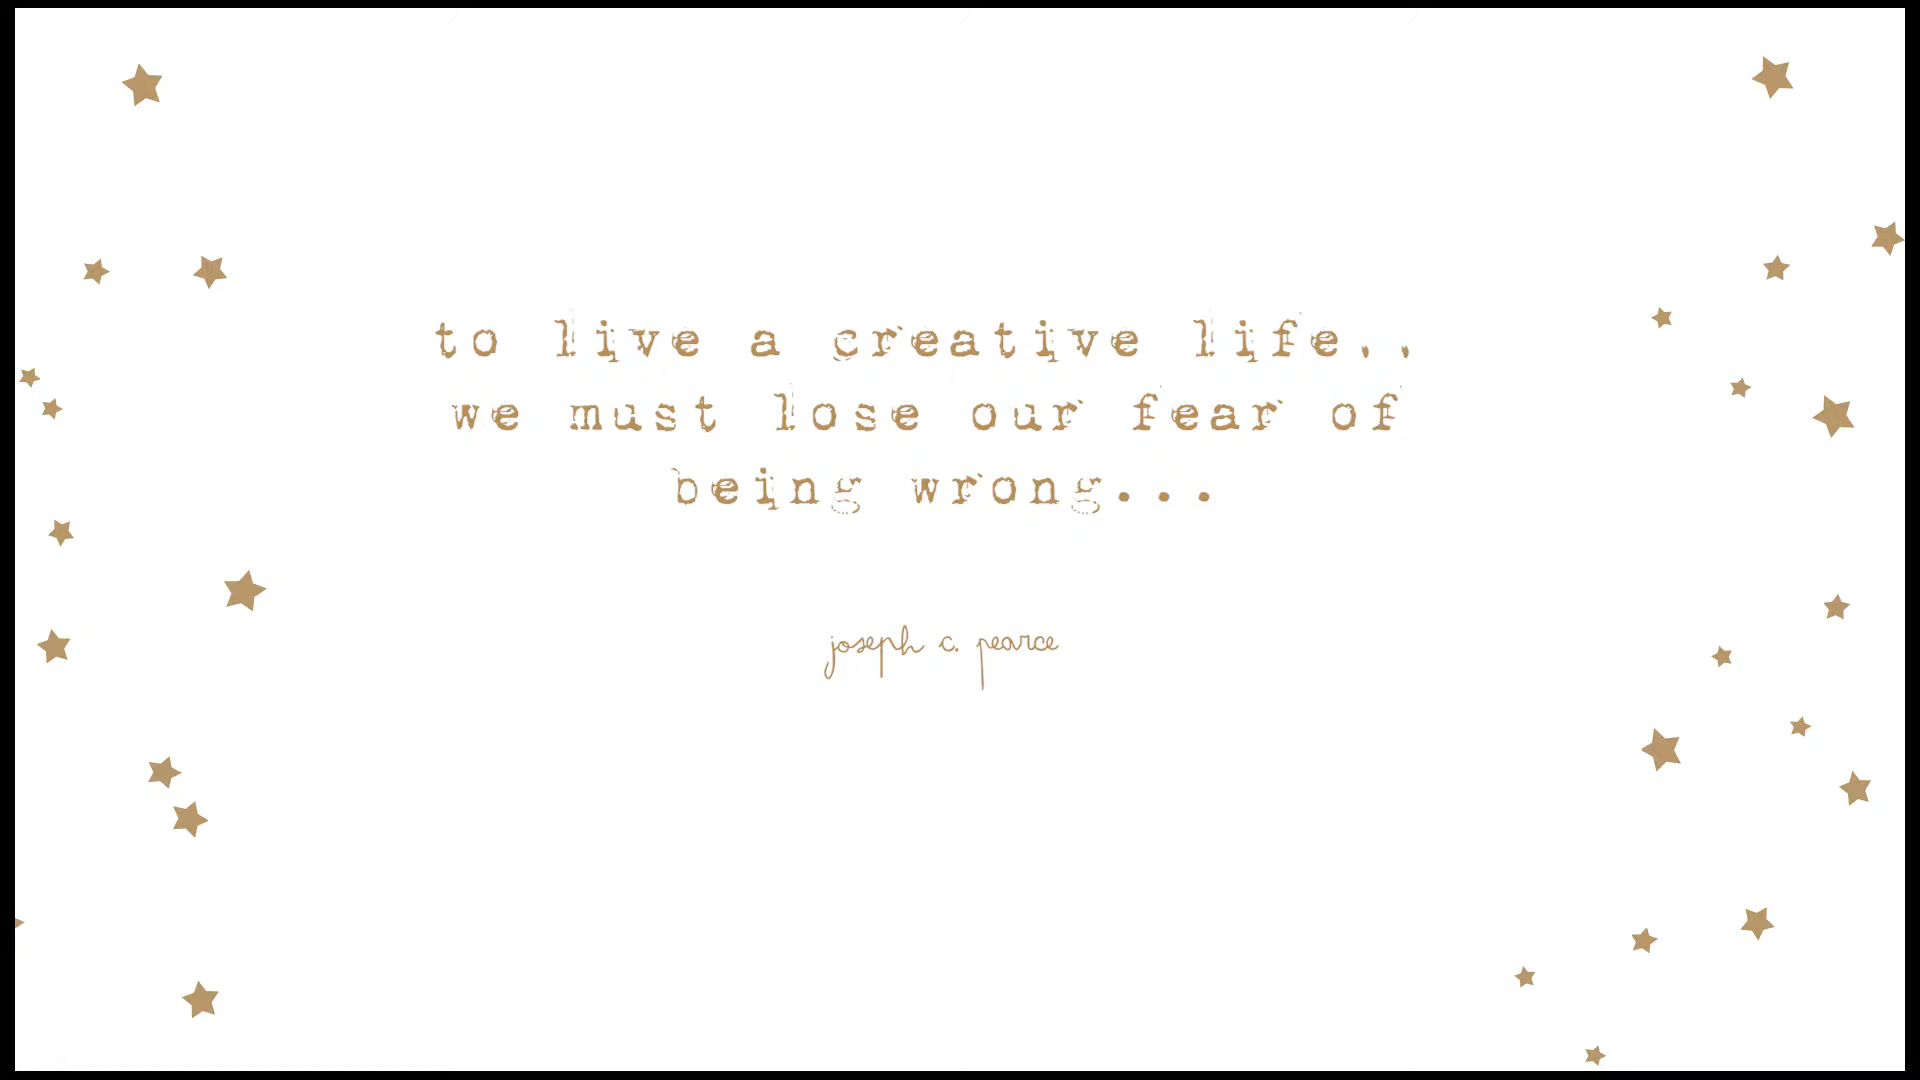 to live a creative life..
we must lose our fear of
being wrong...
joseph c. pearce